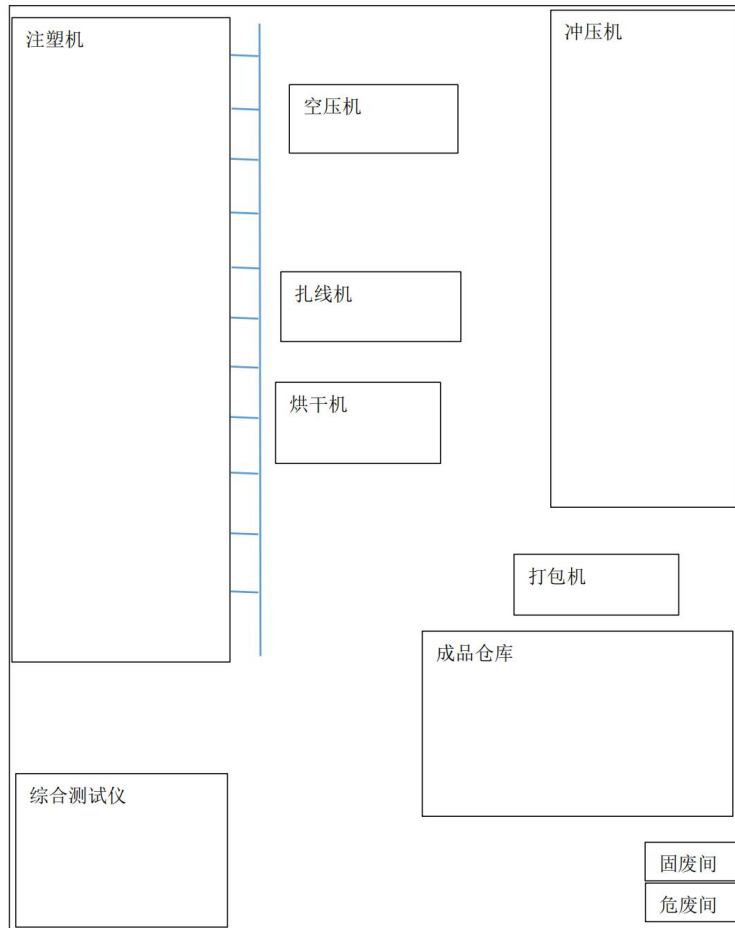 注塑机
冲压机
空压机
扎线机
烘干机
打包机
成品仓库
综合测试仪
固废间
危废间